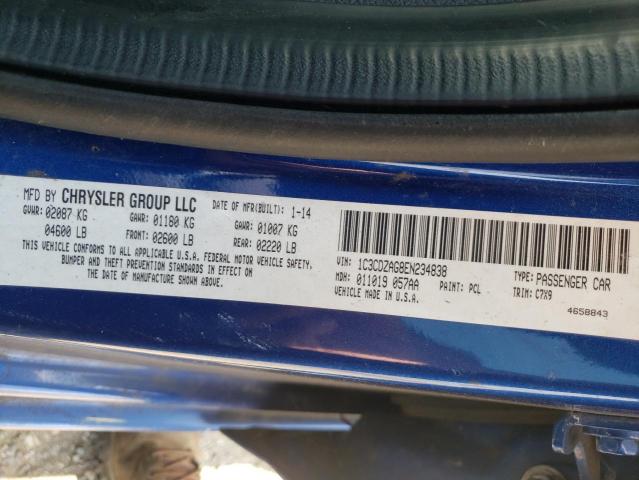 MFD BY CHRYSLER GROUP LLC DATE OF MFR(BUILT): 1-14
GVWR: 02087 KG GAWR: 01180 KG GAWR: 01007 KG
04600 LB FRONT: 02600 LB REAR: 02220 LB
THIS VEHICLE CONFORMS TO ALL APPLICABLE U.S.A. FEDERAL MOTOR VEHICLE SAFETY,
BUMPER AND THEFT PREVENTION STANDARDS IN EFFECT ON THE DATE OF MANUFACTURE SHOWN ABOVE.
VIN: 1C3CDZAG8EN234838 TYPE: PASSENGER CAR
MDH: 011019 057AA PAINT: PCL TRIM: C7X9
VEHICLE MADE IN U.S.A. 4658843